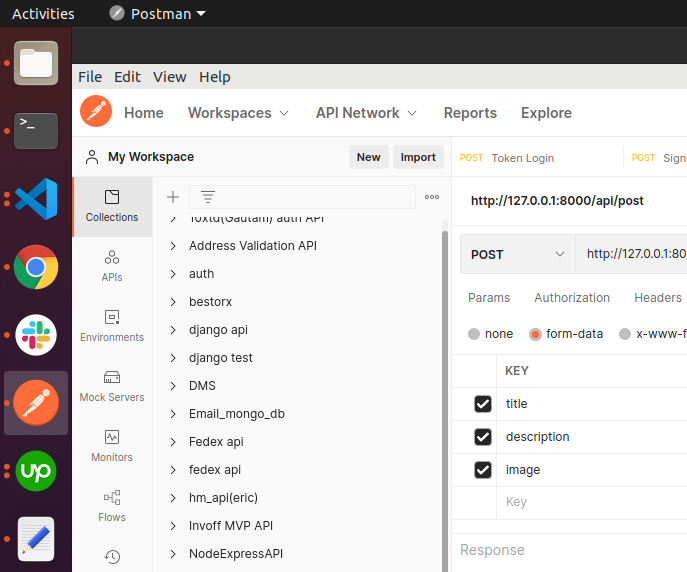 Activities Postman
File Edit View Help
Home Workspaces API Network Reports Explore
My Workspace New Import
POST Token Login POST Sign
Collections
APIs
Environments
Mock Servers
Monitors
Flows
10xtd(Gautam) auth API
Address Validation API
auth
bestorx
django api
django test
DMS
Email_mongo_db
Fedex api
fedex api
hm_api(eric)
Invoff MVP API
NodeExpressAPI
http://127.0.0.1:8000/api/post
POST http://127.0.0.1:80
Params Authorization Headers
none form-data x-www-f
KEY
title
description
image
Key
Response
>_
up